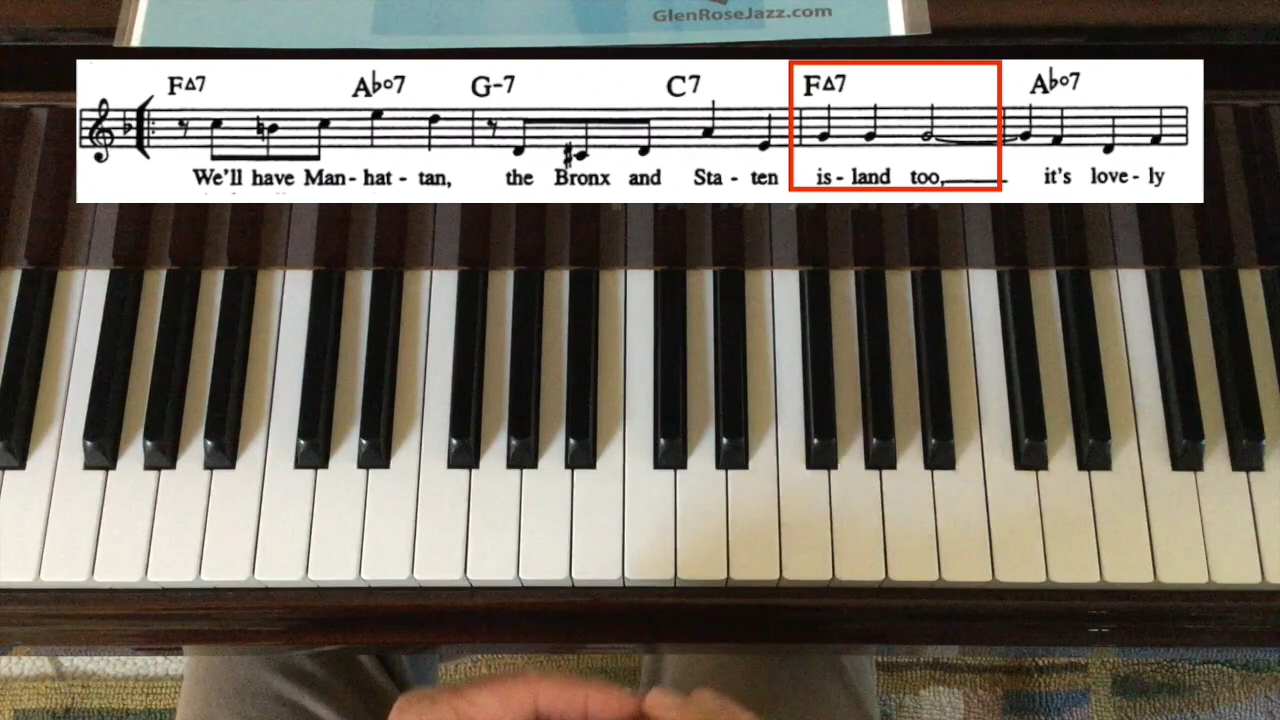 GlenRoseJazz.com
F∆7 A♭o7 G-7 C7 F∆7 A♭o7
We'll have Man-hat-tan, the Bronx and Sta-ten is-land too, it's love-ly